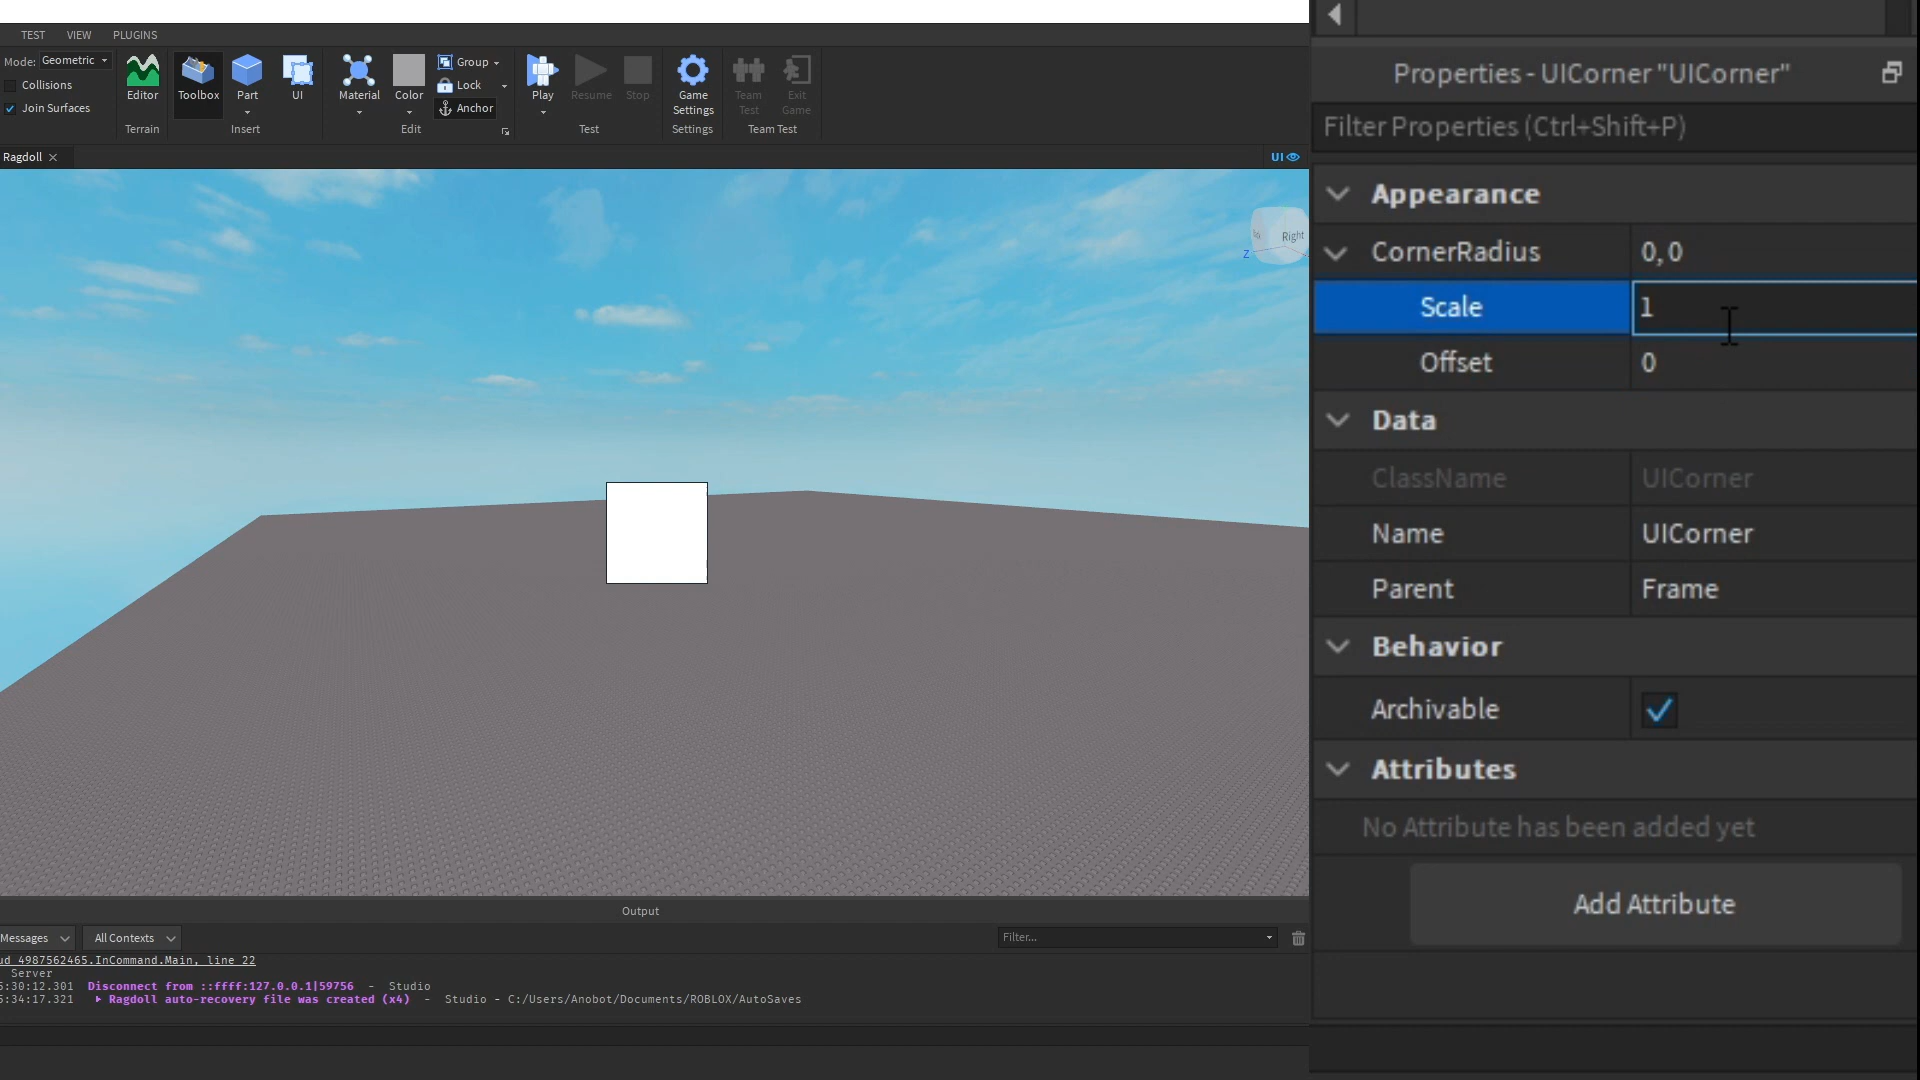 TEST VIEW PLUGINS
Mode: Geometric
Collisions
Join Surfaces
Editor
Terrain
Toolbox
Part
UI
Insert
Material
Color
Group
Lock
Anchor
Edit
Play
Resume
Stop
Test
Game
Settings
Settings
Team
Test
Exit
Game
Team Test
Ragdoll
UI
Right
Z
Output
Messages
All Contexts
Filter...
ud_4987562465.InCommand.Main, line 22
Server
5:30:12.301 Disconnect from ::ffff:127.0.0.1|59756 - Studio
5:34:17.321 Ragdoll auto-recovery file was created (x4) - Studio - C:/Users/Anobot/Documents/ROBLOX/AutoSaves
Properties - UICorner "UICorner"
Filter Properties (Ctrl+Shift+P)
Appearance
CornerRadius 0, 0
Scale 1
Offset 0
Data
ClassName UICorner
Name UICorner
Parent Frame
Behavior
Archivable
Attributes
No Attribute has been added yet
Add Attribute